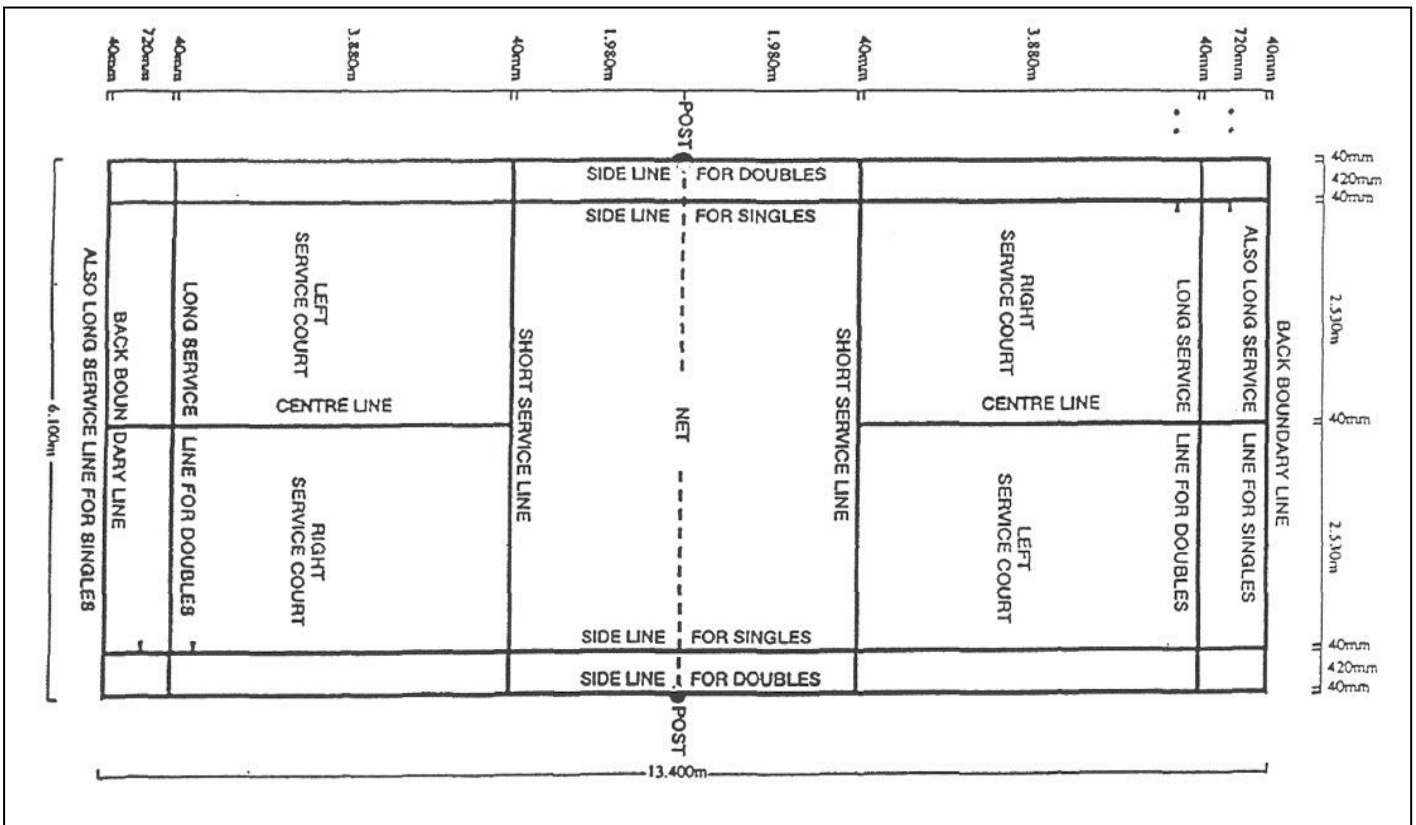 40mm
720mm
40mm
3.880m
40mm
1.980m
1.980m
40mm
3.880m
40mm
720mm
40mm
POST
40mm
420mm
40mm
2.530m
40mm
2.530m
40mm
420mm
40mm
SIDE LINE FOR DOUBLES
SIDE LINE FOR SINGLES
LEFT
SERVICE COURT
RIGHT
SERVICE COURT
CENTRE LINE
CENTRE LINE
RIGHT
SERVICE COURT
LEFT
SERVICE COURT
SHORT SERVICE LINE
NET
SHORT SERVICE LINE
LONG SERVICE LINE FOR DOUBLES
BACK BOUNDARY LINE
ALSO LONG SERVICE LINE FOR SINGLES
LONG SERVICE LINE FOR DOUBLES
ALSO LONG SERVICE LINE FOR SINGLES
BACK BOUNDARY LINE
6.100m
SIDE LINE FOR SINGLES
SIDE LINE FOR DOUBLES
POST
13.400m